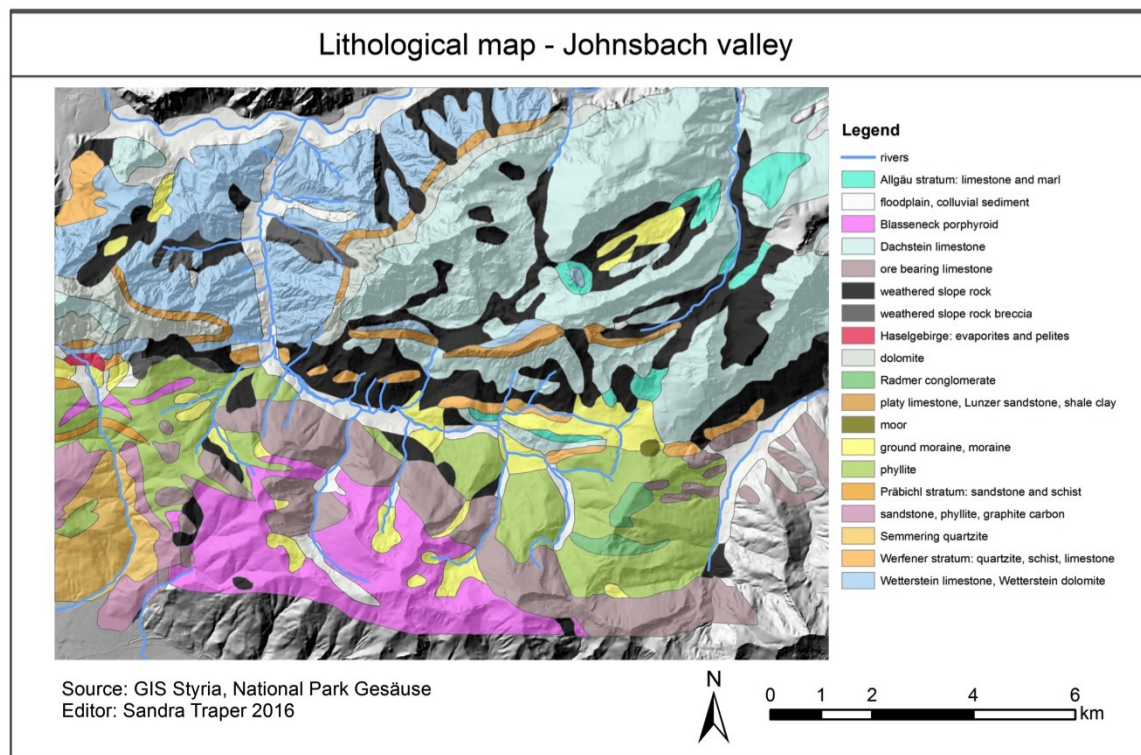 Lithological map - Johnsbach valley
Legend
rivers
Allgäu stratum: limestone and marl
floodplain, colluvial sediment
Blasseneck porphyroid
Dachstein limestone
ore bearing limestone
weathered slope rock
weathered slope rock breccia
Haselgebirge: evaporites and pelites
dolomite
Radmer conglomerate
platy limestone, Lunzer sandstone, shale clay
moor
ground moraine, moraine
phyllite
Präbichl stratum: sandstone and schist
sandstone, phyllite, graphite carbon
Semmering quartzite
Werfener stratum: quartzite, schist, limestone
Wetterstein limestone, Wetterstein dolomite
Source: GIS Styria, National Park Gesäuse
Editor: Sandra Traper 2016
N
0 1 2 4 6
km